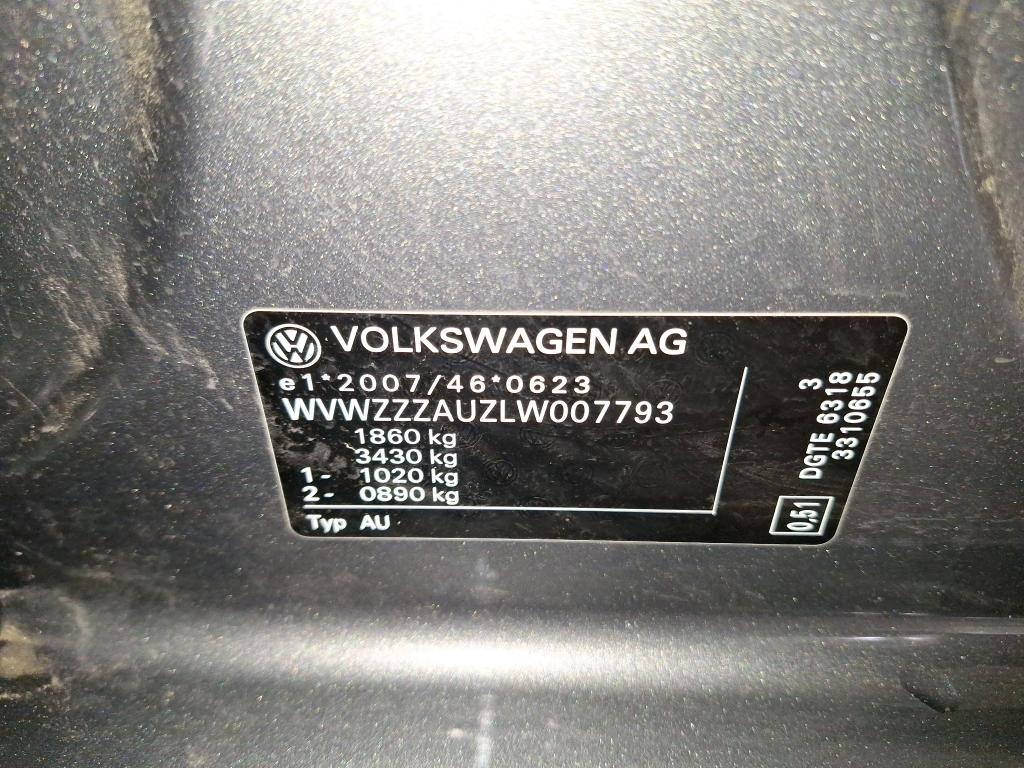 VOLKSWAGEN AG
e1*2007/46*0623
WVWZZZAUZLW007793
1860 kg
3430 kg
1- 1020 kg
2- 0890 kg
Typ AU
3
DGTE 6318
3310655
0,51